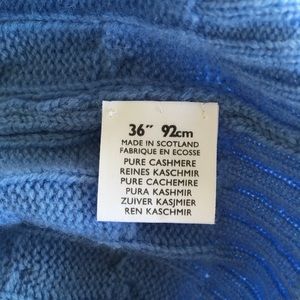 36" 92cm
MADE IN SCOTLAND
FABRIQUE EN ECOSSE
PURE CASHMERE
REINES KASCHMIR
PURE CACHEMIRE
PURA KASHMIR
ZUIVER KASJMIER
REN KASCHMIR